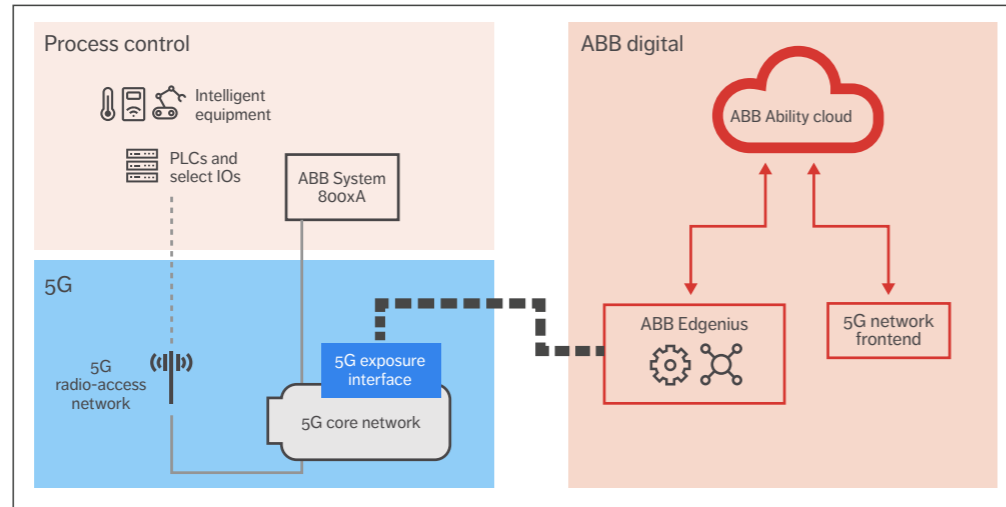 Process control
Intelligent
equipment
PLCs and
select IOs
ABB System
800xA
5G
5G
radio-access
network
5G exposure
interface
5G core network
ABB digital
ABB Ability cloud
ABB Edgenius
5G network
frontend